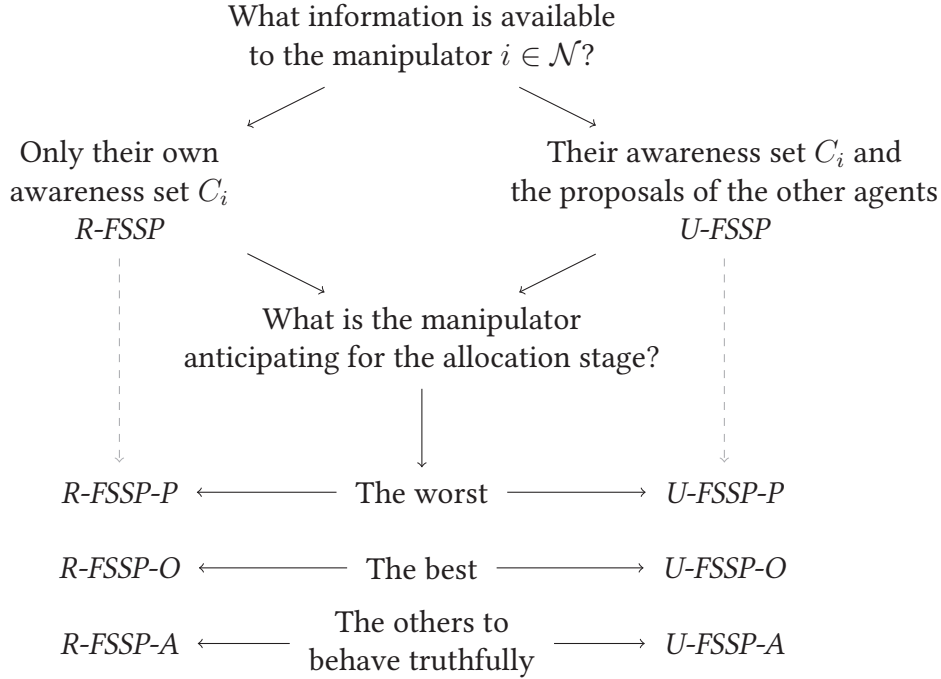 What information is available
to the manipulator i ∈ 𝒩?
Only their own
awareness set C_i
R-FSSP
Their awareness set C_i and
the proposals of the other agents
U-FSSP
What is the manipulator
anticipating for the allocation stage?
R-FSSP-P
The worst
U-FSSP-P
R-FSSP-O
The best
U-FSSP-O
R-FSSP-A
The others to
behave truthfully
U-FSSP-A